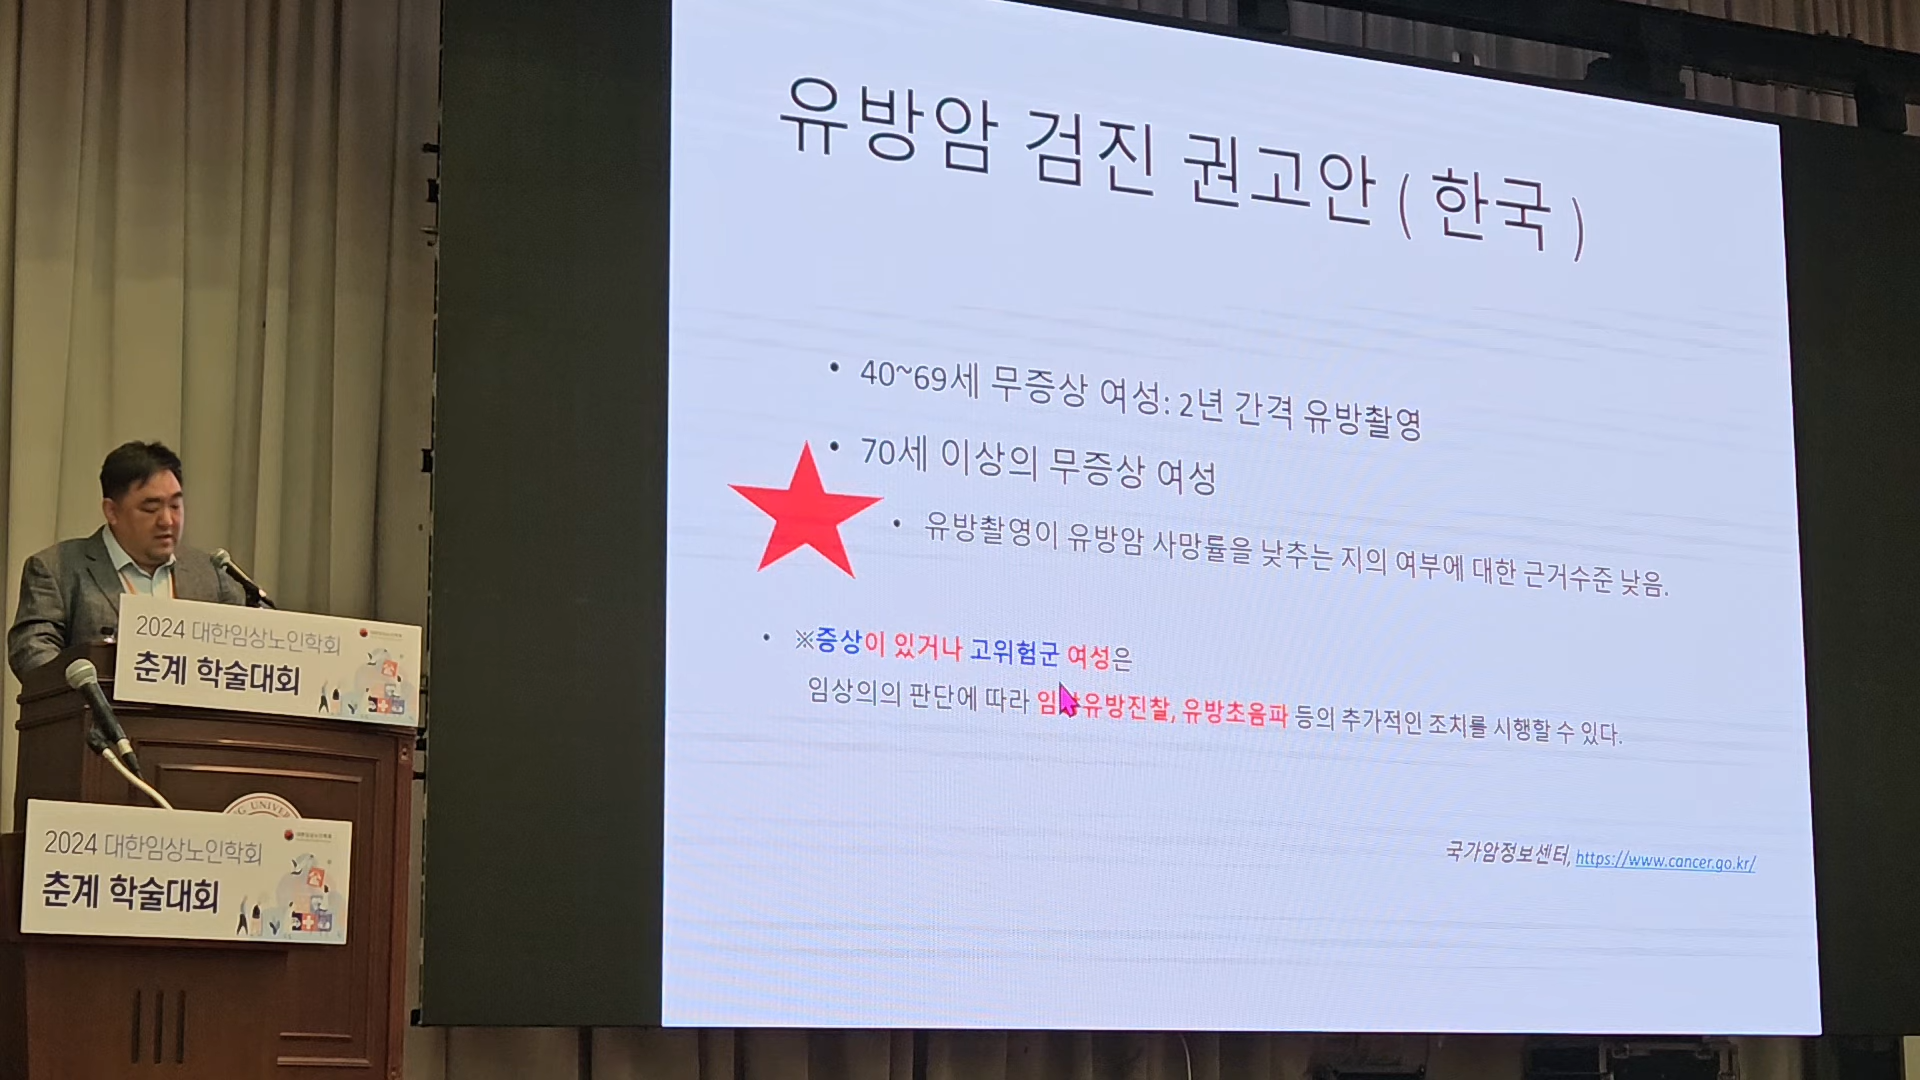 유방암 검진 권고안 ( 한국 )
• 40~69세 무증상 여성: 2년 간격 유방촬영
• 70세 이상의 무증상 여성
• 유방촬영이 유방암 사망률을 낮추는 지의 여부에 대한 근거수준 낮음.
• ※증상이 있거나 고위험군 여성은
임상의의 판단에 따라 임상유방진찰, 유방초음파 등의 추가적인 조치를 시행할 수 있다.
국가암정보센터, https://www.cancer.go.kr/
2024 대한임상노인학회
춘계 학술대회
G UNIVER
2024 대한임상노인학회
춘계 학술대회